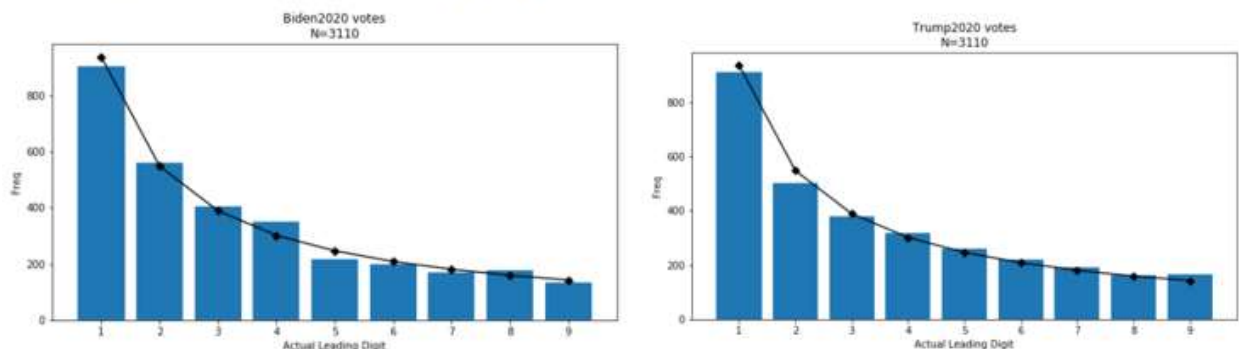 Biden2020 votes
N=3110
800
600
400
200
0
Freq
1 2 3 4 5 6 7 8 9
Actual Leading Digit
Trump2020 votes
N=3110
800
600
400
200
0
Freq
1 2 3 4 5 6 7 8 9
Actual Leading Digit